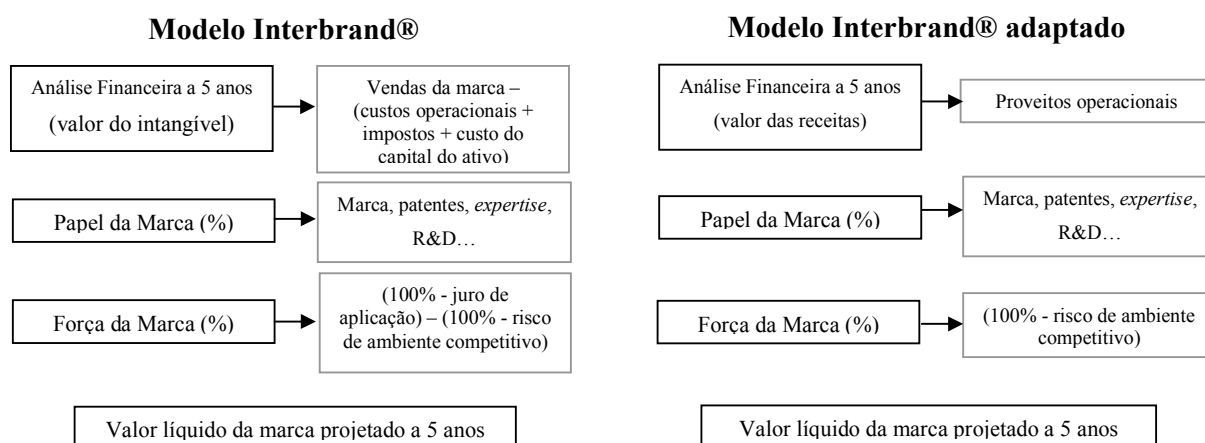 Modelo Interbrand®
Análise Financeira a 5 anos
(valor do intangível)
Vendas da marca –
(custos operacionais +
impostos + custo do
capital do ativo)
Papel da Marca (%)
Marca, patentes, expertise,
R&D…
Força da Marca (%)
(100% - juro de
aplicação) – (100% - risco
de ambiente competitivo)
Valor líquido da marca projetado a 5 anos
Modelo Interbrand® adaptado
Análise Financeira a 5 anos
(valor das receitas)
Proveitos operacionais
Papel da Marca (%)
Marca, patentes, expertise,
R&D…
Força da Marca (%)
(100% - risco de ambiente
competitivo)
Valor líquido da marca projetado a 5 anos